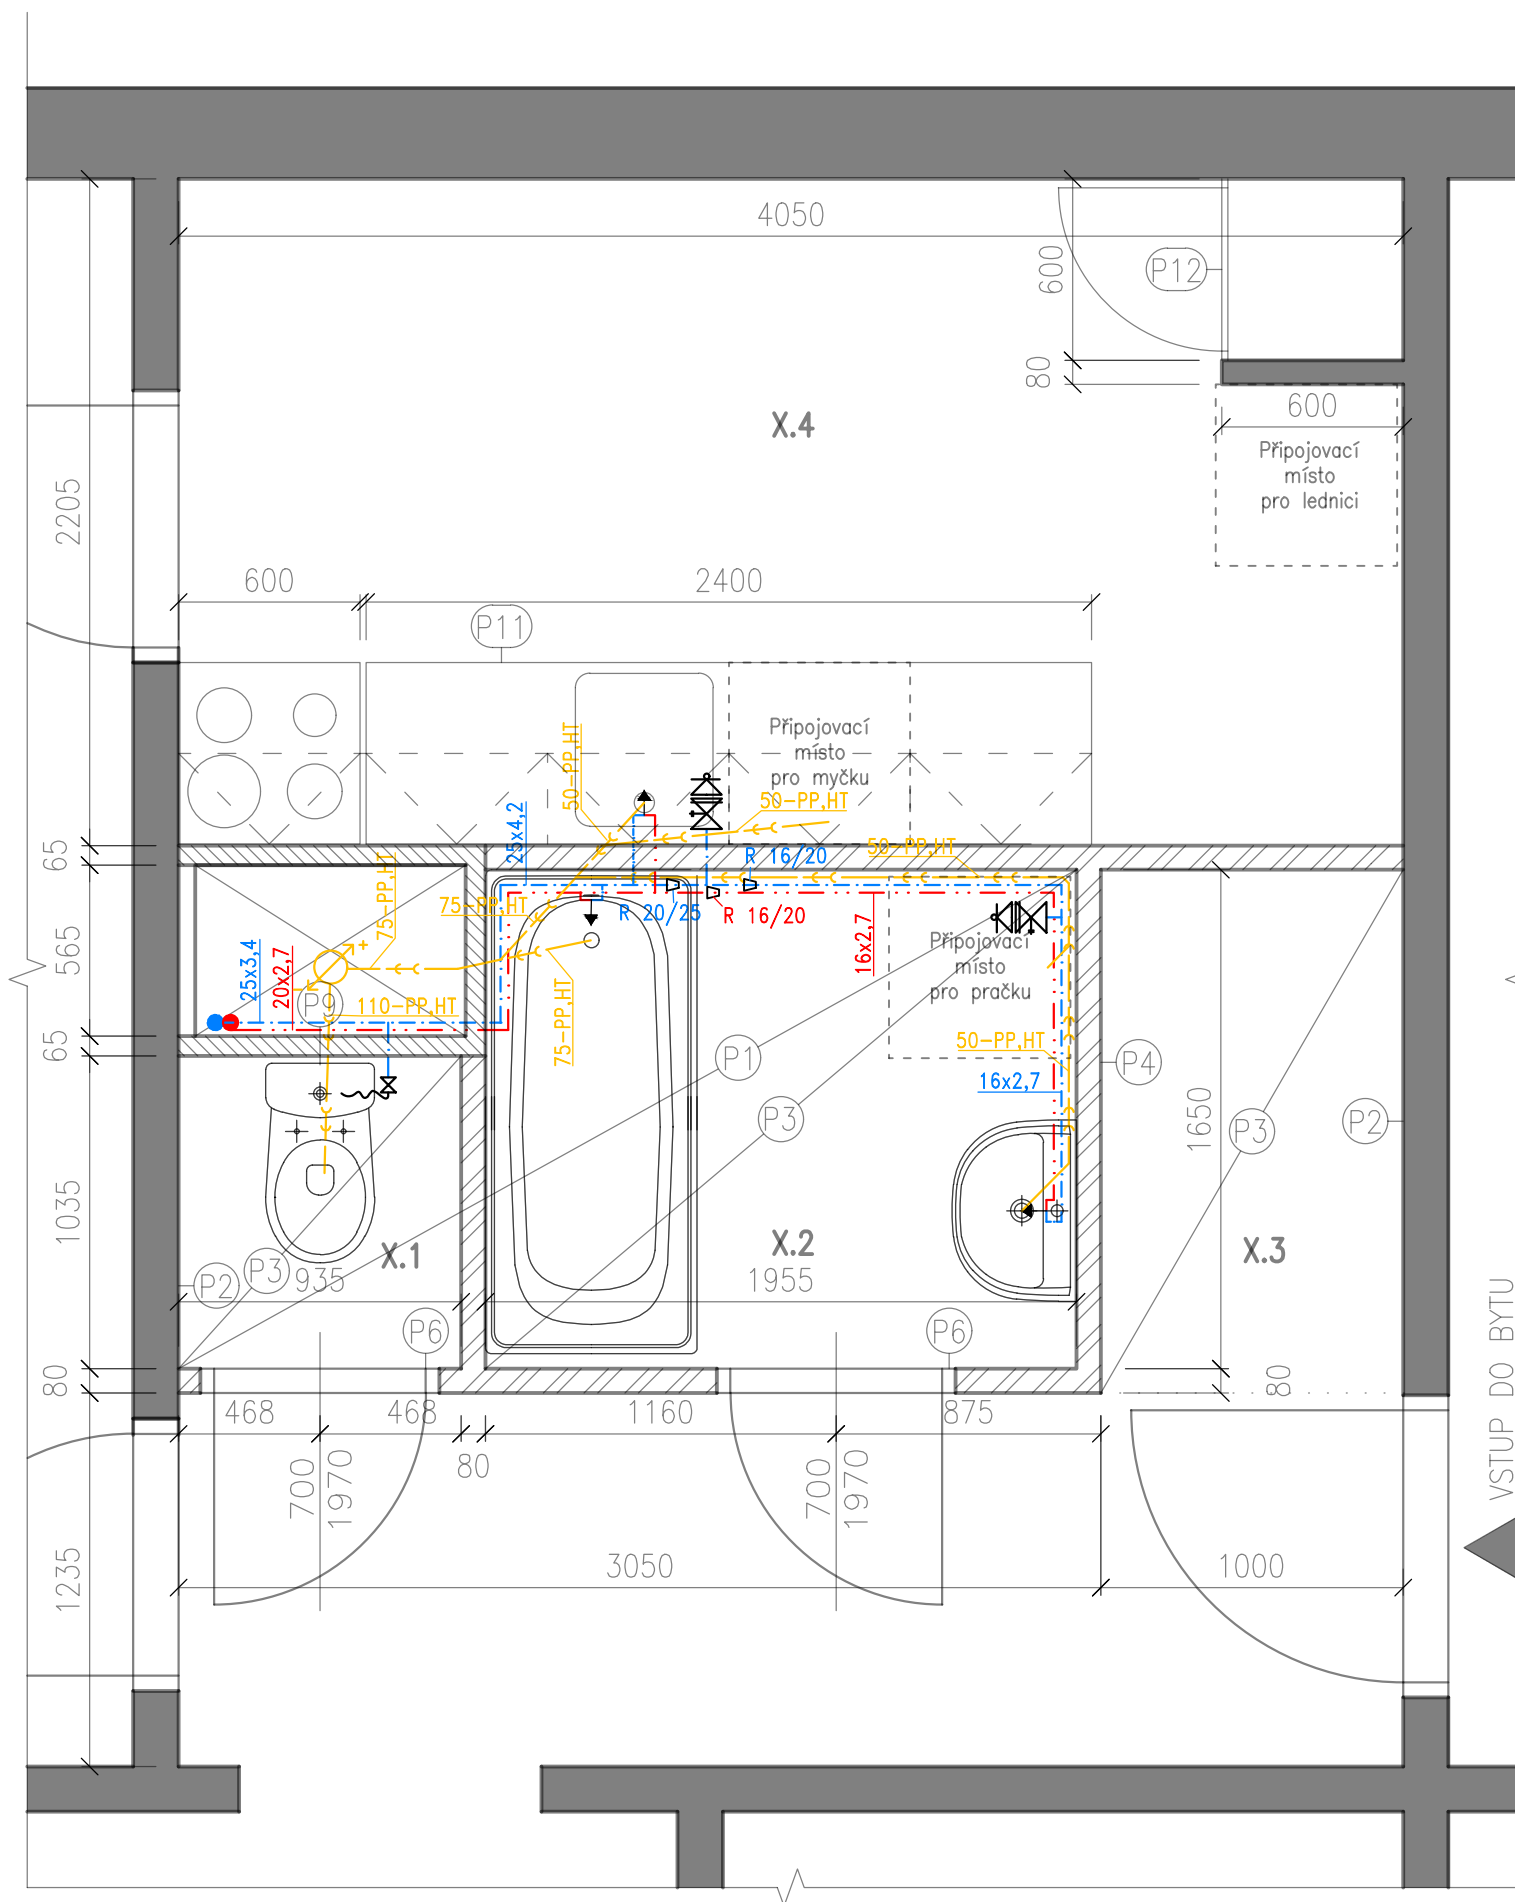 4050
600
P12
80
600
X.4
Připojovací
místo
pro lednici
2205
600
2400
P11
Připojovací
místo
pro myčku
50-PP,HT
50-PP,HT
25x4,2
65
R 16/20
50-PP,HT
75-PP,HT
75-PP,HT
R 20/25
R 16/20
16x2,7
565
25x3,4
20x2,7
+
-
P9
110-PP,HT
75-PP,HT
Připojovací
místo
pro pračku
65
50-PP,HT
16x2,7
P1
P4
P3
1650
P3
P2
1035
X.1
P3
P2
935
X.2
1955
X.3
P6
P6
80
80
468
468
1160
875
80
700
1970
700
1970
VSTUP DO BYTU
1235
3050
1000